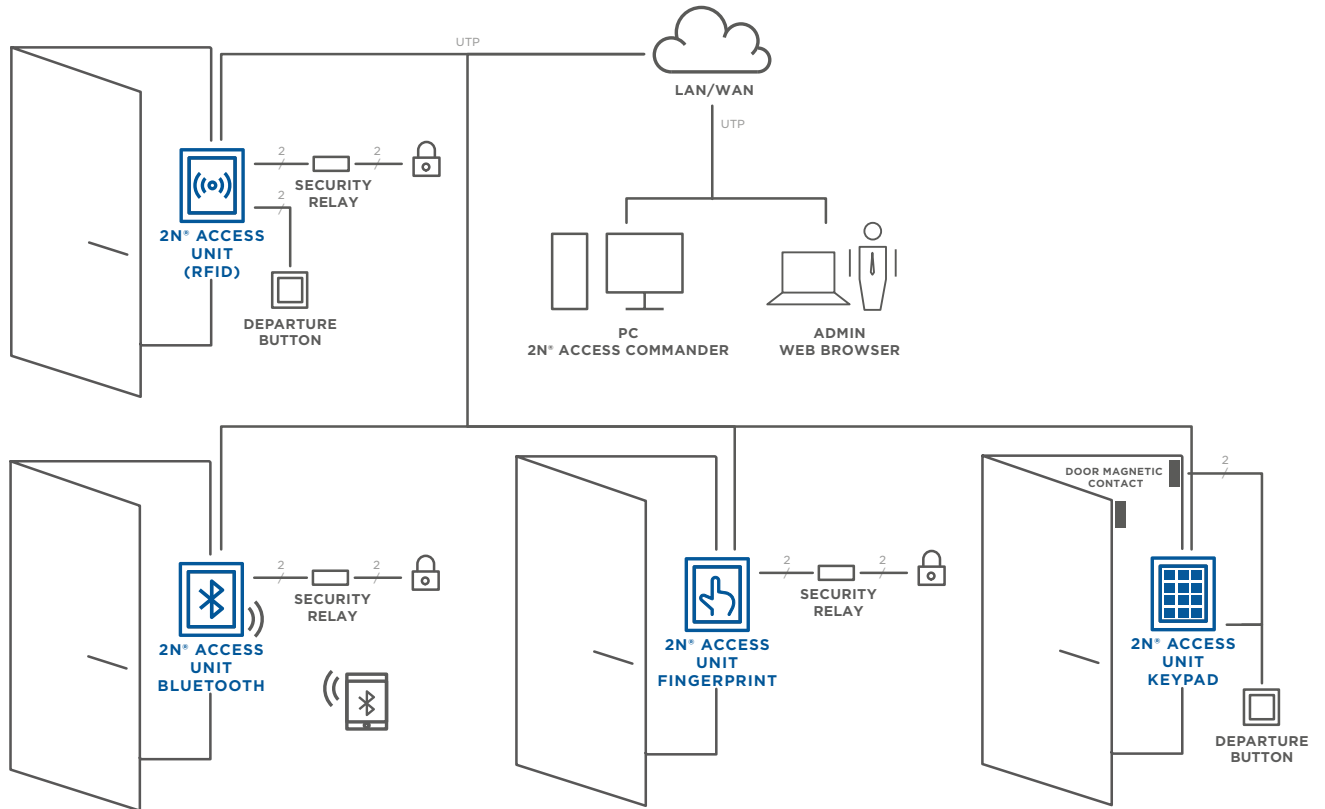 UTP
LAN/WAN
UTP
2
2
SECURITY
RELAY
2
2N® ACCESS
UNIT
(RFID)
DEPARTURE
BUTTON
PC
2N® ACCESS COMMANDER
ADMIN
WEB BROWSER
2
2
SECURITY
RELAY
2N® ACCESS
UNIT
BLUETOOTH
2
2
SECURITY
RELAY
2N® ACCESS
UNIT
FINGERPRINT
DOOR MAGNETIC
CONTACT
2
2N® ACCESS
UNIT
KEYPAD
DEPARTURE
BUTTON